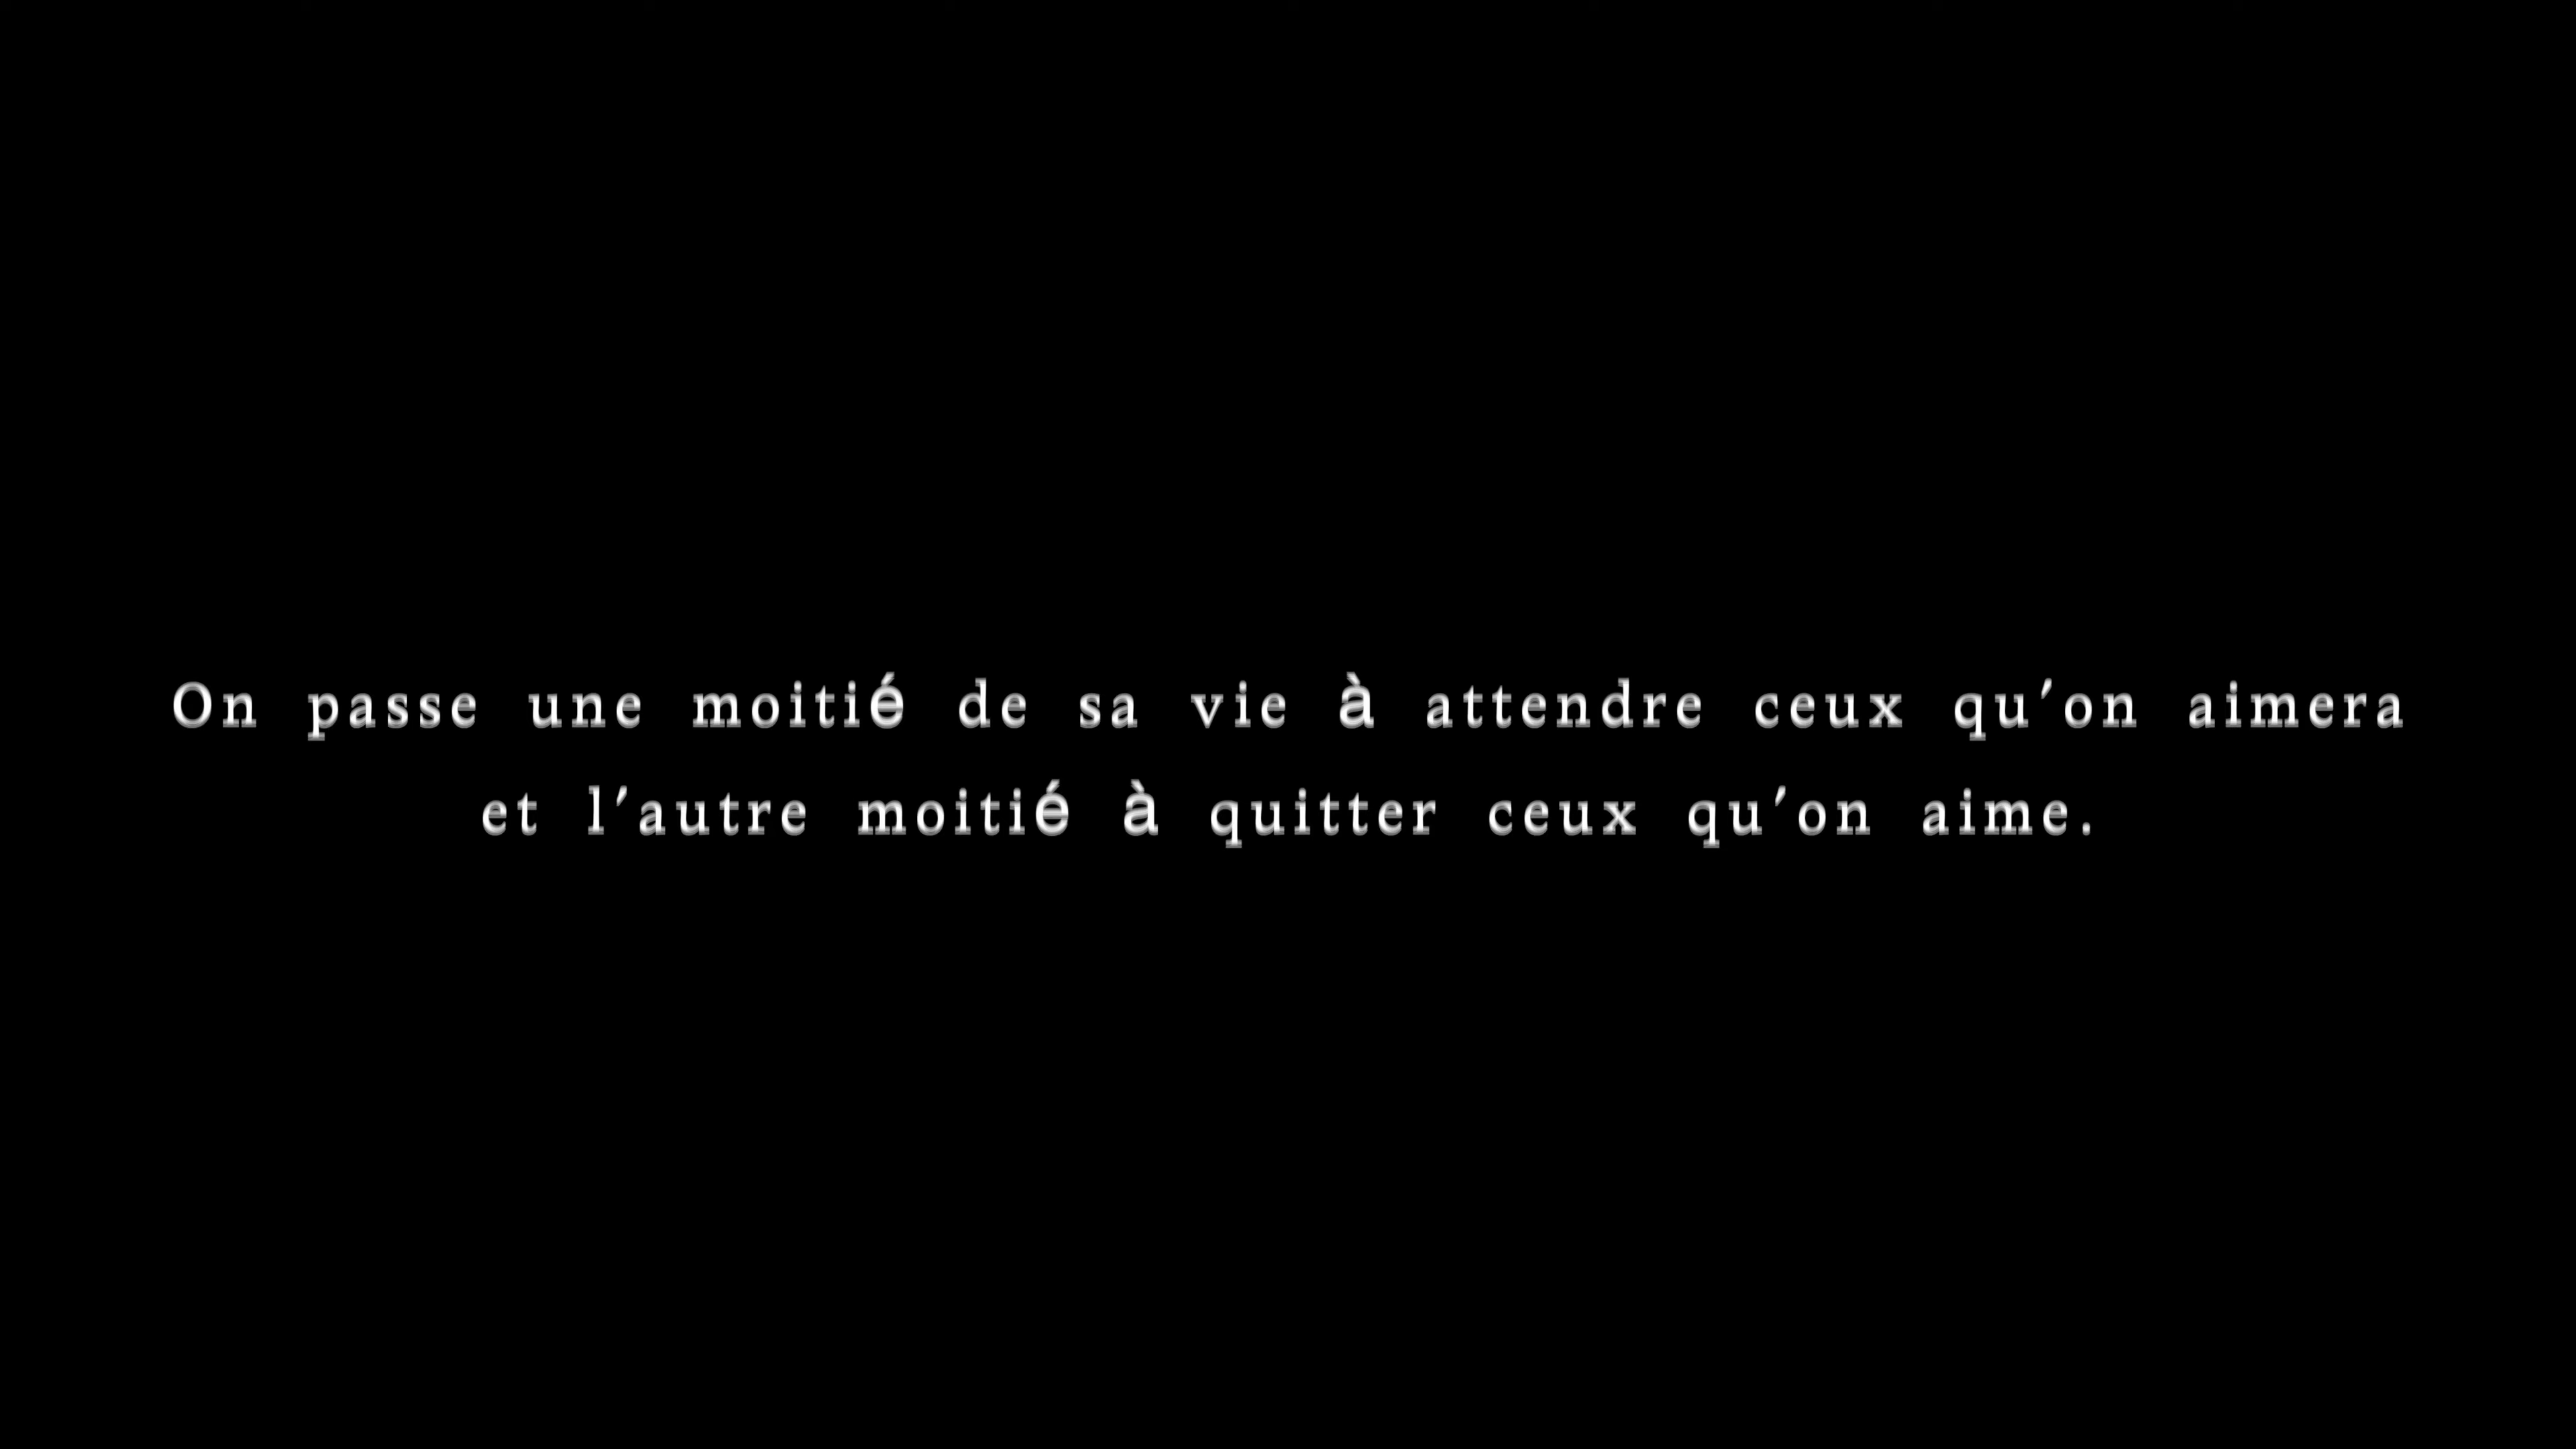 On passe une moitié de sa vie à attendre ceux qu'on aimera
et l'autre moitié à quitter ceux qu'on aime.